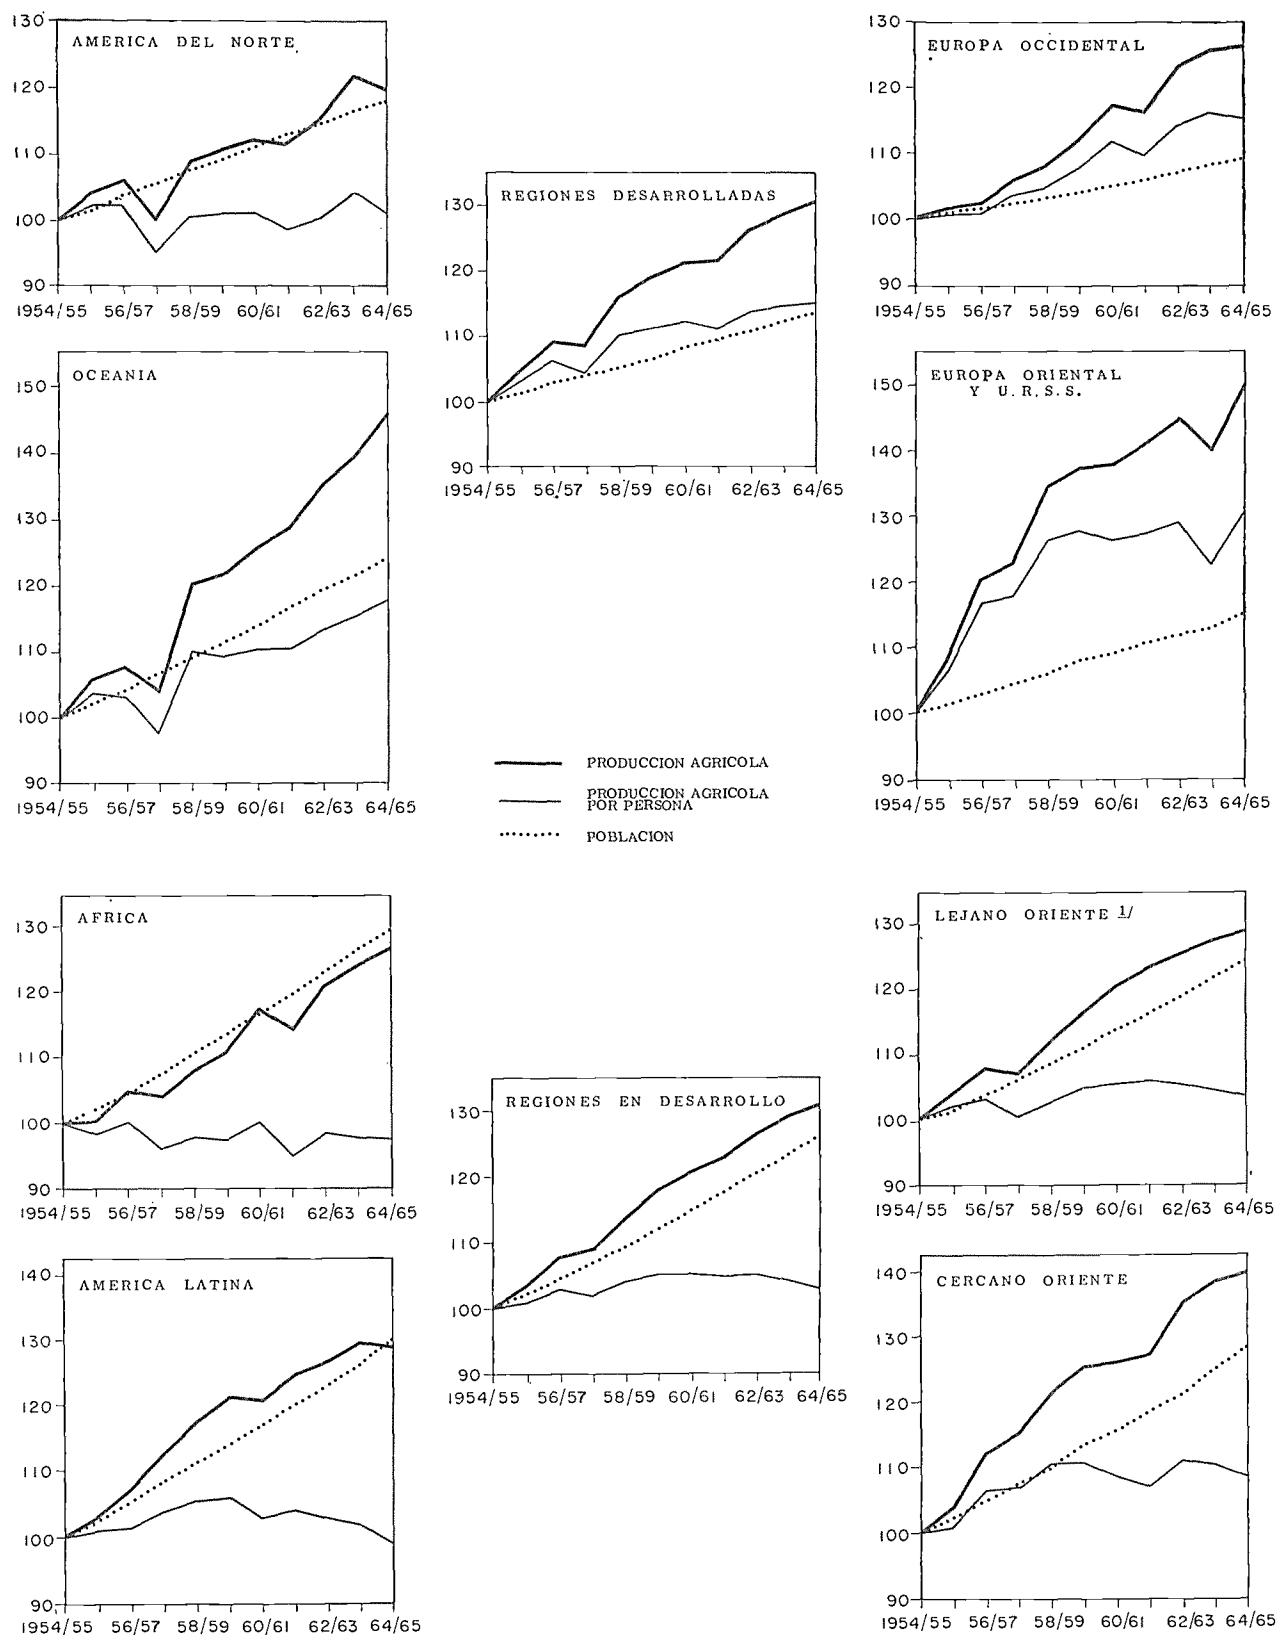 AMERICA DEL NORTE
130
120
110
100
90
1954/55 56/57 58/59 60/61 62/63 64/65
EUROPA OCCIDENTAL
130
120
110
100
90
1954/55 56/57 58/59 60/61 62/63 64/65
REGIONES DESARROLLADAS
130
120
110
100
90
1954/55 56/57 58/59 60/61 62/63 64/65
OCEANIA
150
140
130
120
110
100
90
1954/55 56/57 58/59 60/61 62/63 64/65
EUROPA ORIENTAL
Y U.R.S.S.
150
140
130
120
110
100
90
1954/55 56/57 58/59 60/61 62/63 64/65
PRODUCCION AGRICOLA
PRODUCCION AGRICOLA
POR PERSONA
POBLACION
AFRICA
130
120
110
100
90
1954/55 56/57 58/59 60/61 62/63 64/65
LEJANO ORIENTE 1/
130
120
110
100
90
1954/55 56/57 58/59 60/61 62/63 64/65
REGIONES EN DESARROLLO
130
120
110
100
90
1954/55 56/57 58/59 60/61 62/63 64/65
AMERICA LATINA
140
130
120
110
100
90
1954/55 56/57 58/59 60/61 62/63 64/65
CERCANO ORIENTE
140
130
120
110
100
90
1954/55 56/57 58/59 60/61 62/63 64/65